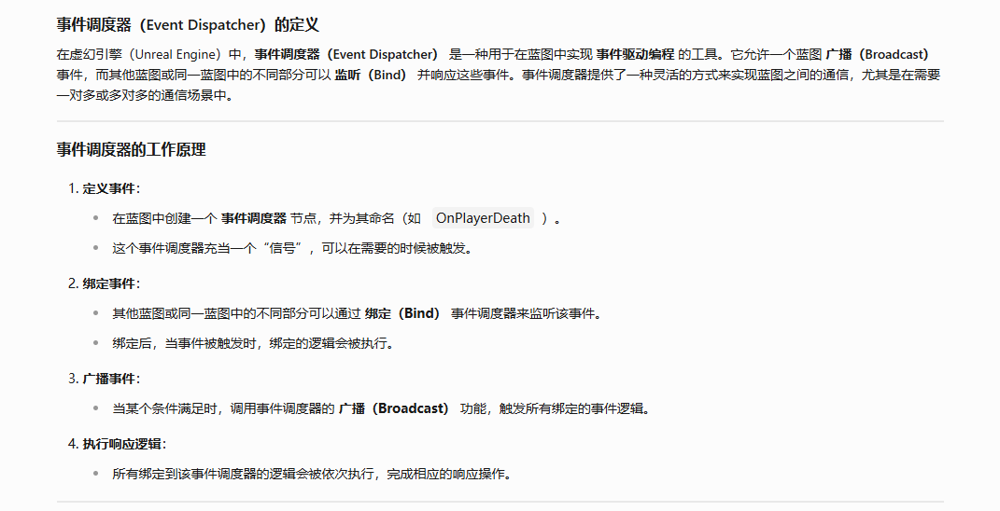 事件调度器（Event Dispatcher）的定义
在虚幻引擎（Unreal Engine）中，事件调度器（Event Dispatcher） 是一种用于在蓝图中实现 事件驱动编程 的工具。它允许一个蓝图 广播（Broadcast）
事件，而其他蓝图或同一蓝图中的不同部分可以 监听（Bind） 并响应这些事件。事件调度器提供了一种灵活的方式来实现蓝图之间的通信，尤其是在需要
一对多或多对多的通信场景中。
事件调度器的工作原理
1. 定义事件：
• 在蓝图中创建一个 事件调度器 节点，并为其命名（如 OnPlayerDeath ）。
• 这个事件调度器充当一个“信号”，可以在需要的时候被触发。
2. 绑定事件：
• 其他蓝图或同一蓝图中的不同部分可以通过 绑定（Bind） 事件调度器来监听该事件。
• 绑定后，当事件被触发时，绑定的逻辑会被执行。
3. 广播事件：
• 当某个条件满足时，调用事件调度器的 广播（Broadcast） 功能，触发所有绑定的事件逻辑。
4. 执行响应逻辑：
• 所有绑定到该事件调度器的逻辑会被依次执行，完成相应的响应操作。